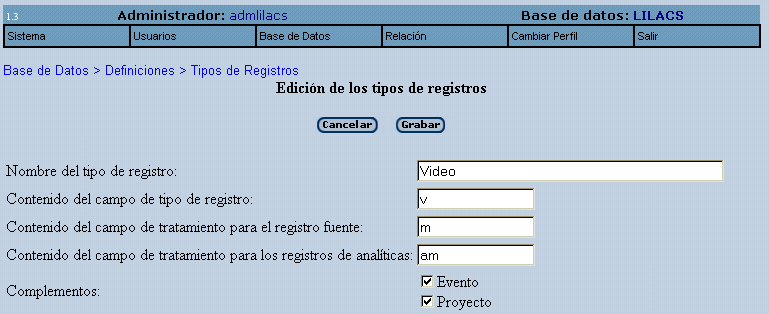 1.3 Administrador: admlilacs Base de datos: LILACS
Sistema Usuarios Base de Datos Relación Cambiar Perfil Salir
Base de Datos > Definiciones > Tipos de Registros
Edición de los tipos de registros
Cancelar Grabar
Nombre del tipo de registro: Video
Contenido del campo de tipo de registro: v
Contenido del campo de tratamiento para el registro fuente: m
Contenido del campo de tratamiento para los registros de analíticas: am
Complementos: Evento
Proyecto